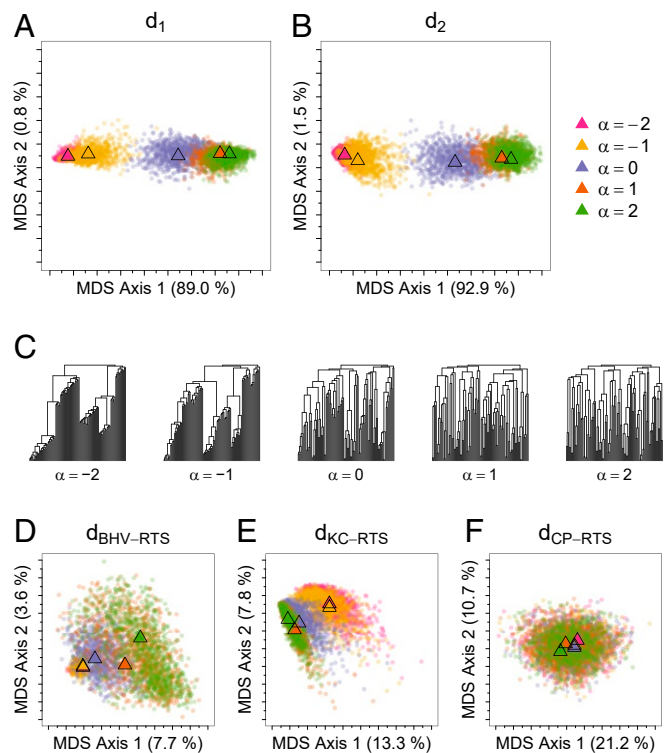 A
d1
MDS Axis 2 (0.8 %)
MDS Axis 1 (89.0 %)
B
d2
MDS Axis 2 (1.5 %)
MDS Axis 1 (92.9 %)
α = −2
α = −1
α = 0
α = 1
α = 2
C
α = −2
α = −1
α = 0
α = 1
α = 2
D
dBHV−RTS
MDS Axis 2 (3.6 %)
MDS Axis 1 (7.7 %)
E
dKC−RTS
MDS Axis 2 (7.8 %)
MDS Axis 1 (13.3 %)
F
dCP−RTS
MDS Axis 2 (10.7 %)
MDS Axis 1 (21.2 %)